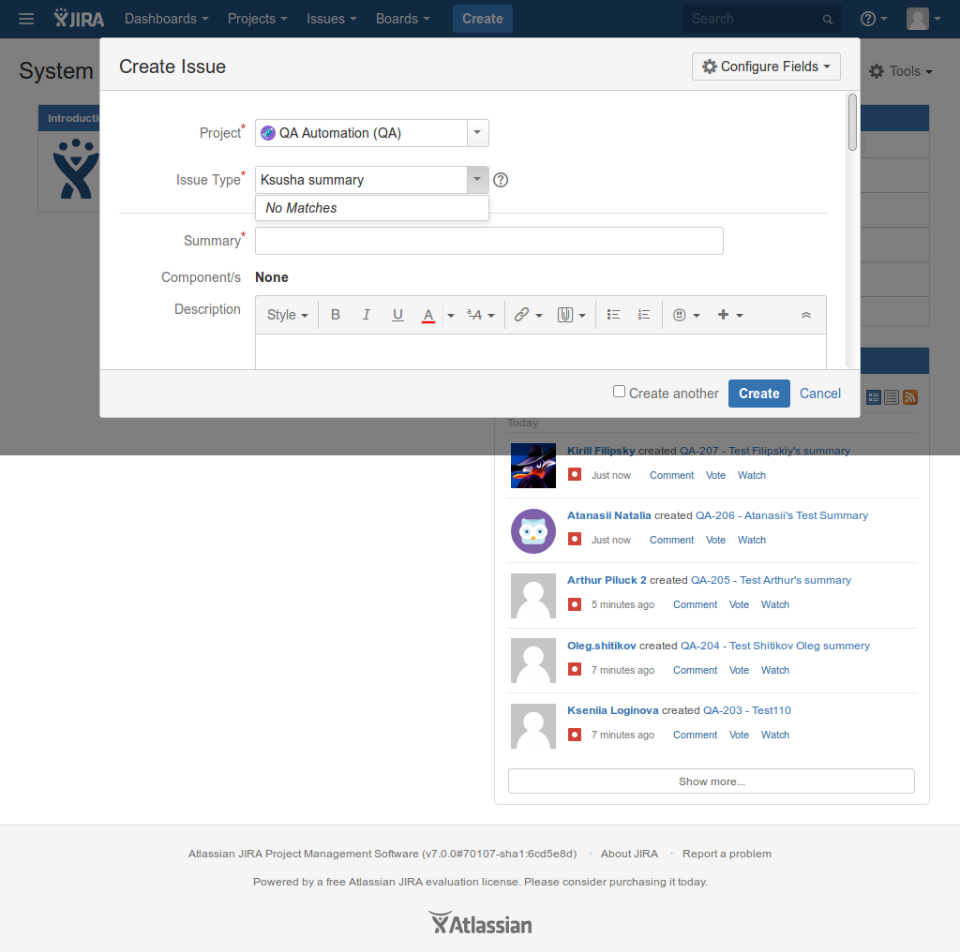 JIRA Dashboards Projects Issues Boards Create Search
System Tools
Create Issue Configure Fields
Introducti
Project* QA Automation (QA)
Issue Type* Ksusha summary
No Matches
Summary*
Component/s None
Description Style B I U A A
Create another Create Cancel
Today
Kirill Filipsky created QA-207 - Test Filipskiy's summary
Just now Comment Vote Watch
Atanasii Natalia created QA-206 - Atanasii's Test Summary
Just now Comment Vote Watch
Arthur Piluck 2 created QA-205 - Test Arthur's summary
5 minutes ago Comment Vote Watch
Oleg.shitikov created QA-204 - Test Shitikov Oleg summery
7 minutes ago Comment Vote Watch
Kseniia Loginova created QA-203 - Test110
7 minutes ago Comment Vote Watch
Show more...
Atlassian JIRA Project Management Software (v7.0.0#70107-sha1:6cd5e8d) · About JIRA · Report a problem
Powered by a free Atlassian JIRA evaluation license. Please consider purchasing it today.
Atlassian